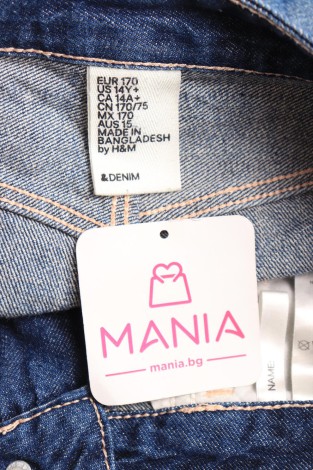 EUR 170
US 14Y+
CA 14A+
CN 170/75
MX 170
AUS 15
MADE IN
BANGLADESH
by H&M
&DENIM
MANIA
mania.bg
NAME